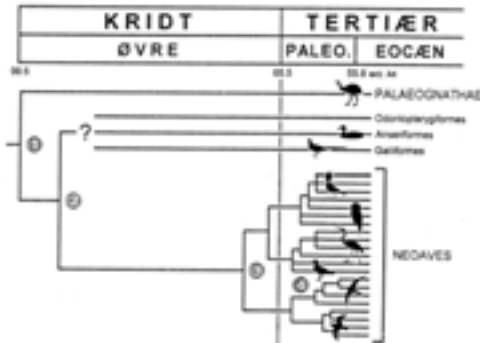 KRIDT TERTIÆR
ØVRE PALEO. EOCÆN
PALAEOGNATHAE
Odontopterygiformes
Anseriformes
?
Galliformes
NEOAVES